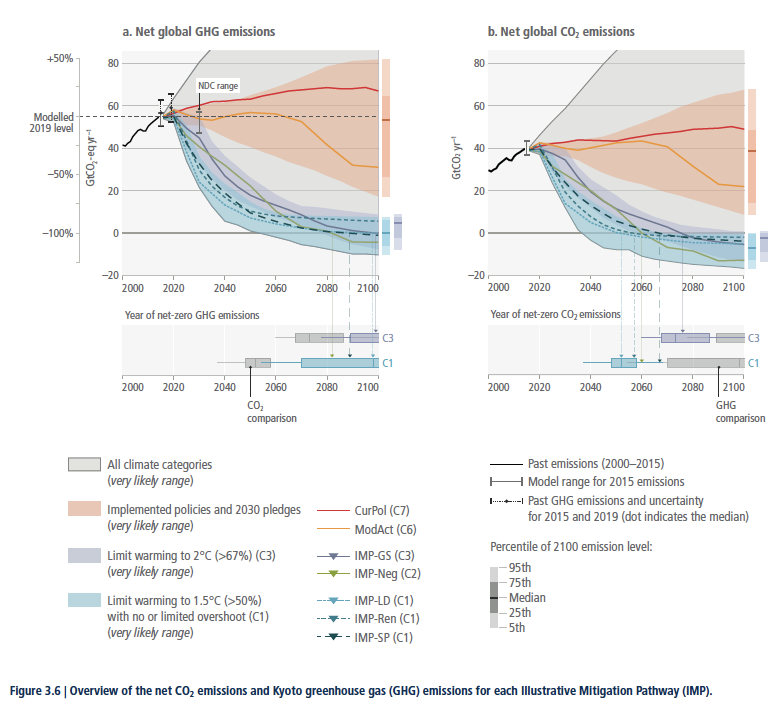 a. Net global GHG emissions
b. Net global CO₂ emissions
+50%
Modelled
2019 level
−50%
−100%
GtCO₂-eq yr⁻¹
80
60
40
20
0
−20
NDC range
2000 2020 2040 2060 2080 2100
GtCO₂ yr⁻¹
80
60
40
20
0
−20
2000 2020 2040 2060 2080 2100
Year of net-zero GHG emissions
C3
C1
2000 2020 2040 2060 2080 2100
CO₂
comparison
Year of net-zero CO₂ emissions
C3
C1
2000 2020 2040 2060 2080 2100
GHG
comparison
All climate categories
(very likely range)
Implemented policies and 2030 pledges
(very likely range)
Limit warming to 2°C (>67%) (C3)
(very likely range)
Limit warming to 1.5°C (>50%)
with no or limited overshoot (C1)
(very likely range)
CurPol (C7)
ModAct (C6)
IMP-GS (C3)
IMP-Neg (C2)
IMP-LD (C1)
IMP-Ren (C1)
IMP-SP (C1)
Past emissions (2000–2015)
Model range for 2015 emissions
Past GHG emissions and uncertainty
for 2015 and 2019 (dot indicates the median)
Percentile of 2100 emission level:
95th
75th
Median
25th
5th
Figure 3.6 | Overview of the net CO₂ emissions and Kyoto greenhouse gas (GHG) emissions for each Illustrative Mitigation Pathway (IMP).